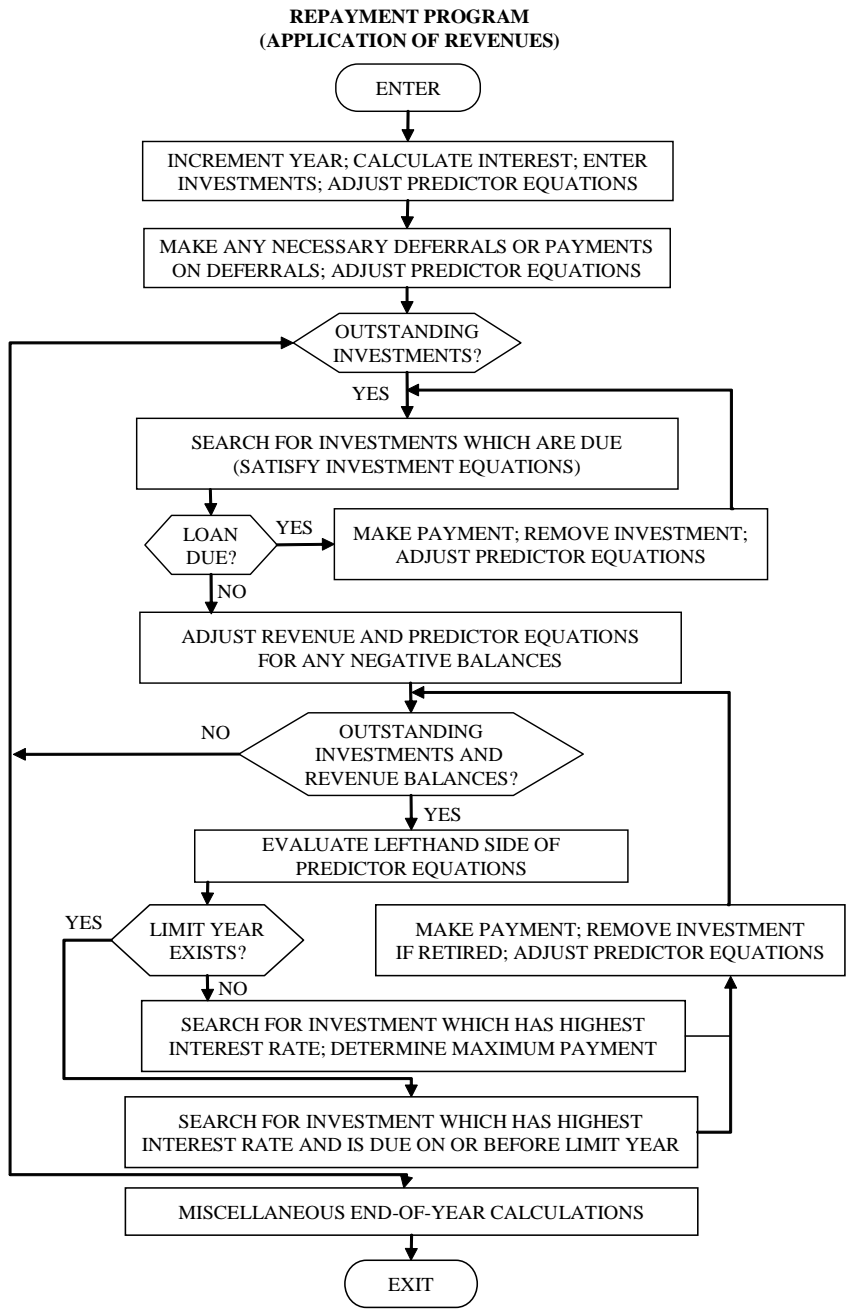 REPAYMENT PROGRAM
(APPLICATION OF REVENUES)
ENTER
INCREMENT YEAR; CALCULATE INTEREST; ENTER
INVESTMENTS; ADJUST PREDICTOR EQUATIONS
MAKE ANY NECESSARY DEFERRALS OR PAYMENTS
ON DEFERRALS; ADJUST PREDICTOR EQUATIONS
OUTSTANDING
INVESTMENTS?
YES
SEARCH FOR INVESTMENTS WHICH ARE DUE
(SATISFY INVESTMENT EQUATIONS)
LOAN
DUE?
YES
MAKE PAYMENT; REMOVE INVESTMENT;
ADJUST PREDICTOR EQUATIONS
NO
ADJUST REVENUE AND PREDICTOR EQUATIONS
FOR ANY NEGATIVE BALANCES
NO
OUTSTANDING
INVESTMENTS AND
REVENUE BALANCES?
YES
EVALUATE LEFTHAND SIDE OF
PREDICTOR EQUATIONS
YES
LIMIT YEAR
EXISTS?
MAKE PAYMENT; REMOVE INVESTMENT
IF RETIRED; ADJUST PREDICTOR EQUATIONS
NO
SEARCH FOR INVESTMENT WHICH HAS HIGHEST
INTEREST RATE; DETERMINE MAXIMUM PAYMENT
SEARCH FOR INVESTMENT WHICH HAS HIGHEST
INTEREST RATE AND IS DUE ON OR BEFORE LIMIT YEAR
MISCELLANEOUS END-OF-YEAR CALCULATIONS
EXIT